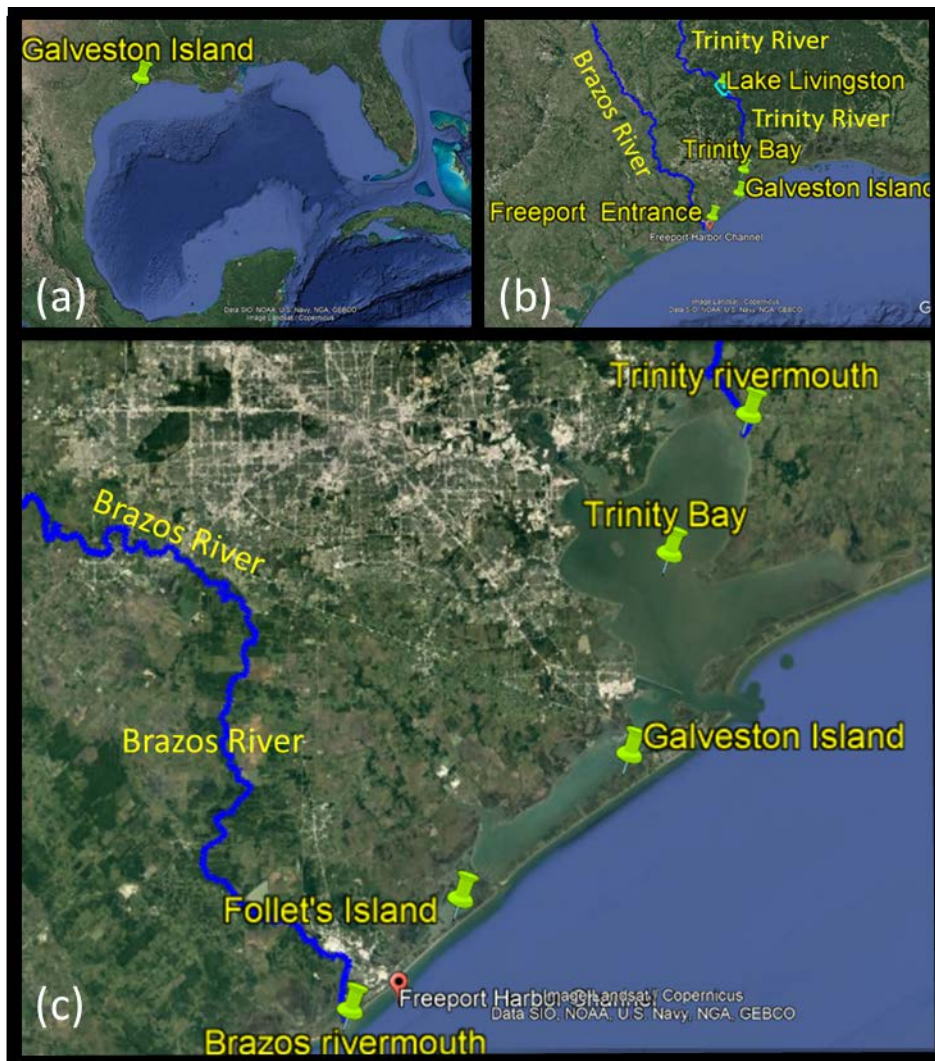 Galveston Island
(a)
Data SIO, NOAA, U.S. Navy, NGA, GEBCO
Image Landsat / Copernicus
Trinity River
Brazos River
Lake Livingston
Trinity River
Trinity Bay
Galveston Island
Freeport Entrance
Freeport Harbor Channel
(b)
Image Landsat / Copernicus
Data SIO, NOAA, U.S. Navy, NGA, GEBCO
G
Trinity rivermouth
Brazos River
Trinity Bay
Brazos River
Galveston Island
Follet's Island
Freeport Harbor Channel
Image Landsat / Copernicus
Data SIO, NOAA, U.S. Navy, NGA, GEBCO
(c)
Brazos rivermouth